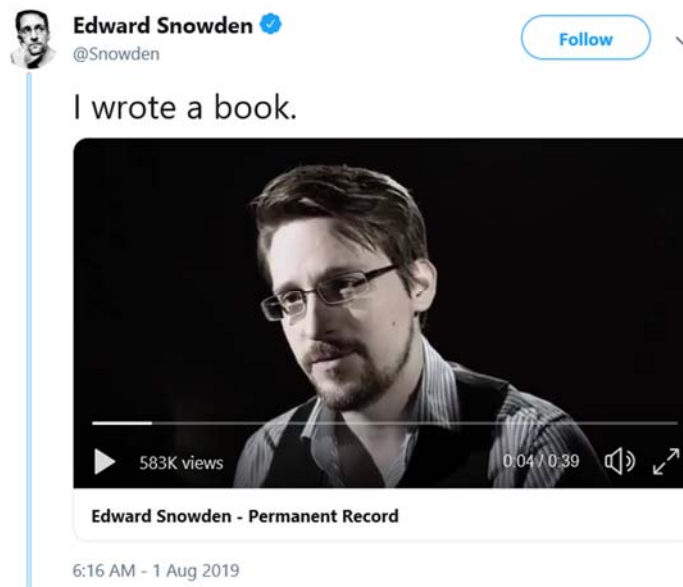 Edward Snowden
@Snowden
Follow
I wrote a book.
583K views
0:04 / 0:39
Edward Snowden - Permanent Record
6:16 AM - 1 Aug 2019